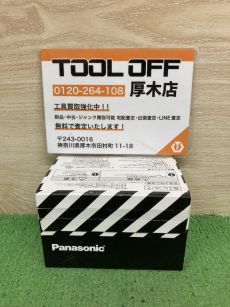 TOOL OFF
0120-264-108 厚木店
工具買取強化中！！
新品・中古・ジャンク買取可能 宅配査定・出張査定・LINE査定
無料で査定いたします！
〒243-0016
神奈川県厚木市田村町 11-18
Panasonic